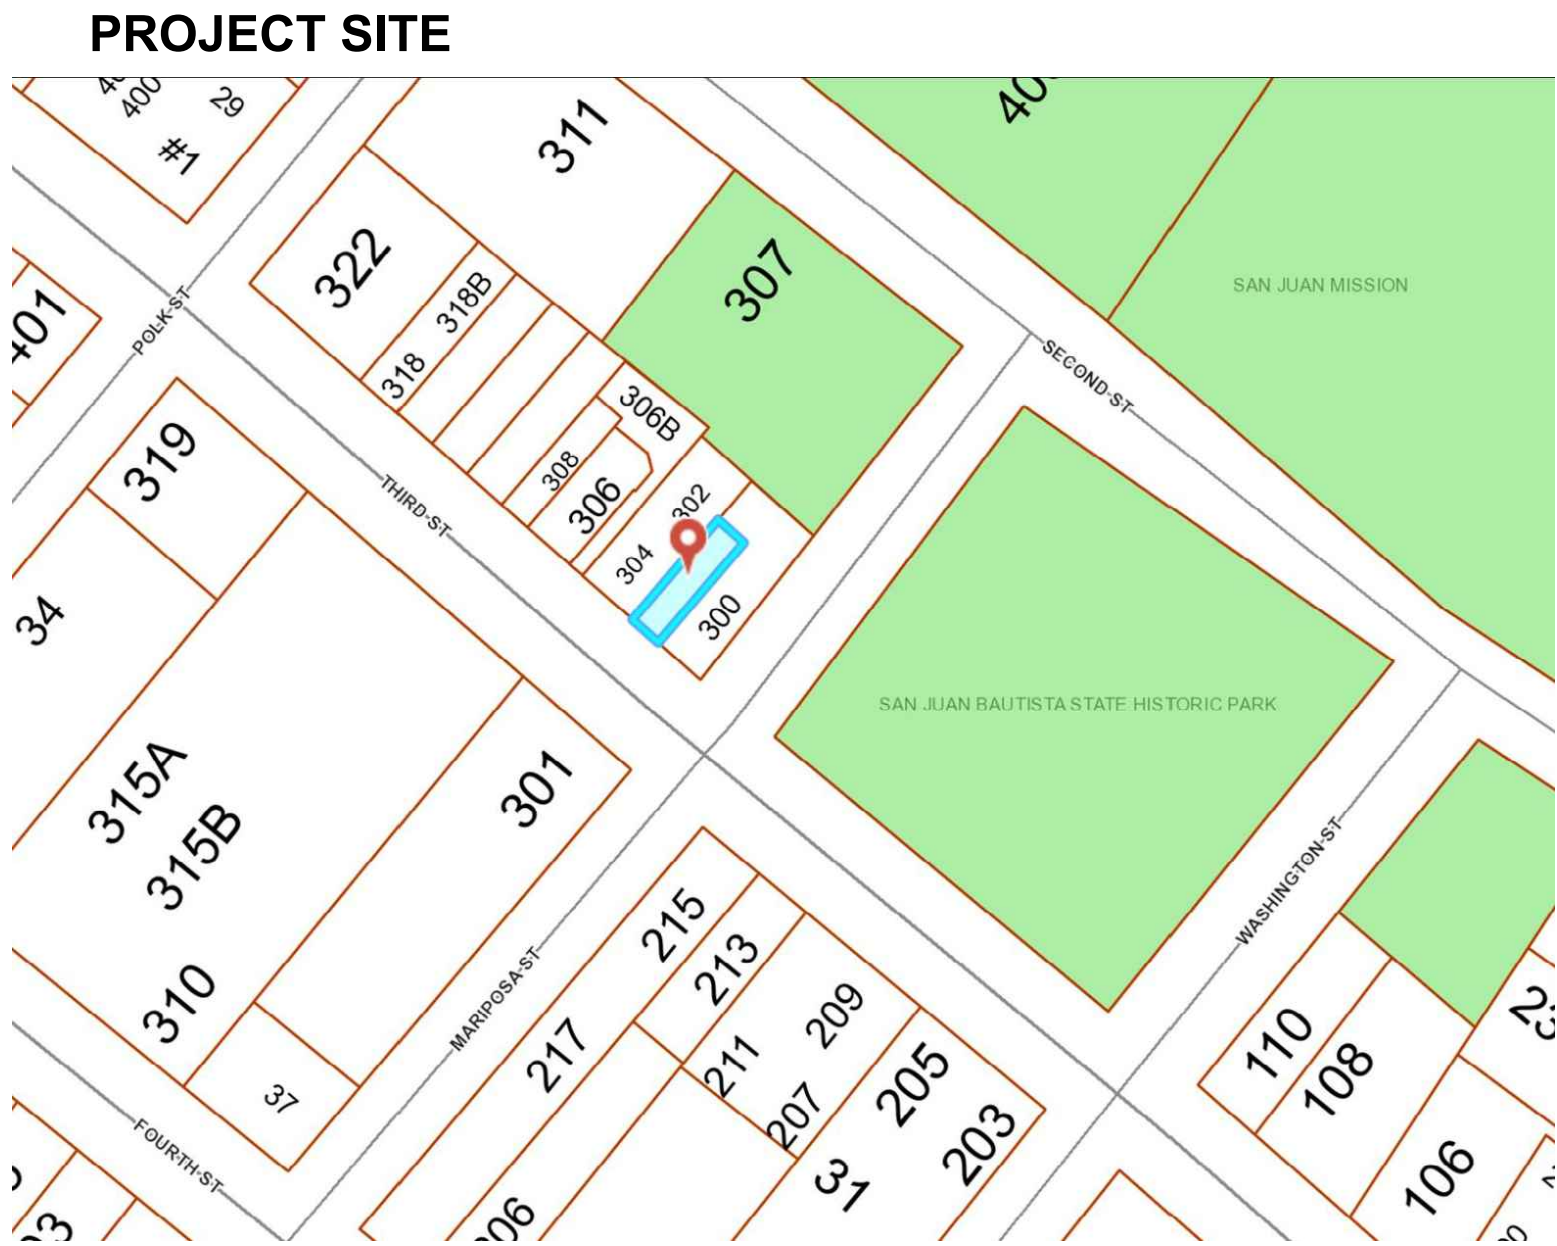 PROJECT SITE
400
29
#1
311
322
318B
318
307
SAN JUAN MISSION
401
POLK ST
SECOND ST
319
306B
308
306
302
304
300
THIRD ST
34
SAN JUAN BAUTISTA STATE HISTORIC PARK
315A
315B
301
310
37
MARIPOSA ST
WASHINGTON ST
215
213
217
209
211
207
205
203
31
110
108
106
FOURTH ST